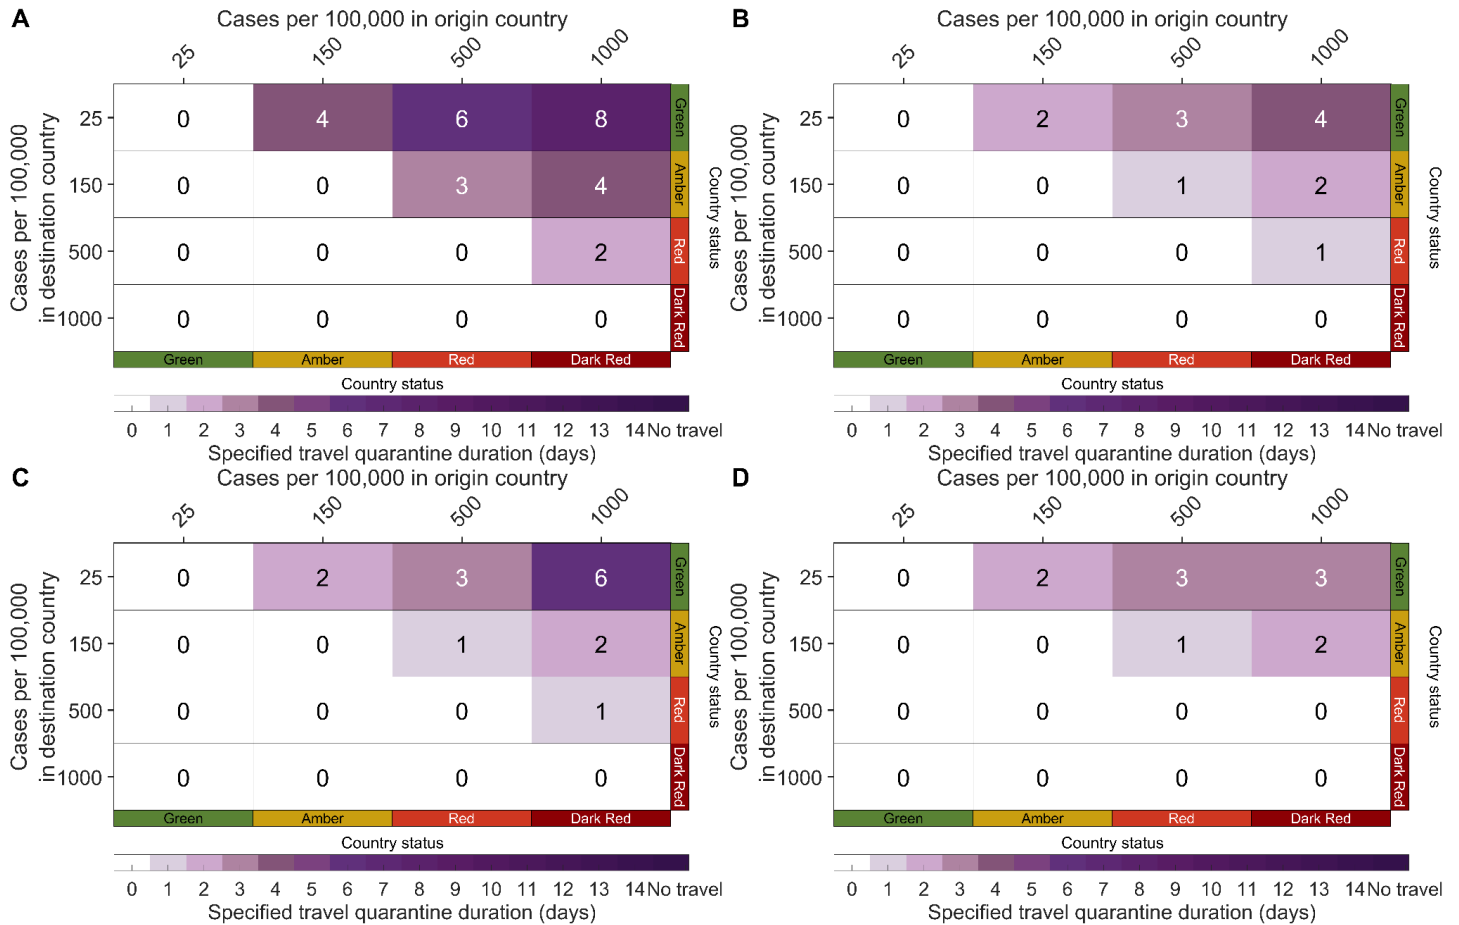 A
Cases per 100,000 in origin country
25 150 500 1000
Cases per 100,000
in destination country
25 0 4 6 8 Green
150 0 0 3 4 Amber
500 0 0 0 2 Red
1000 0 0 0 0 Dark Red
Country status
Green Amber Red Dark Red
Country status
0 1 2 3 4 5 6 7 8 9 10 11 12 13 14 No travel
Specified travel quarantine duration (days)
B
Cases per 100,000 in origin country
25 150 500 1000
Cases per 100,000
in destination country
25 0 2 3 4 Green
150 0 0 1 2 Amber
500 0 0 0 1 Red
1000 0 0 0 0 Dark Red
Country status
Green Amber Red Dark Red
Country status
0 1 2 3 4 5 6 7 8 9 10 11 12 13 14 No travel
Specified travel quarantine duration (days)
C
Cases per 100,000 in origin country
25 150 500 1000
Cases per 100,000
in destination country
25 0 2 3 6 Green
150 0 0 1 2 Amber
500 0 0 0 1 Red
1000 0 0 0 0 Dark Red
Country status
Green Amber Red Dark Red
Country status
0 1 2 3 4 5 6 7 8 9 10 11 12 13 14 No travel
Specified travel quarantine duration (days)
D
Cases per 100,000 in origin country
25 150 500 1000
Cases per 100,000
in destination country
25 0 2 3 3 Green
150 0 0 1 2 Amber
500 0 0 0 0 Red
1000 0 0 0 0 Dark Red
Country status
Green Amber Red Dark Red
Country status
0 1 2 3 4 5 6 7 8 9 10 11 12 13 14 No travel
Specified travel quarantine duration (days)